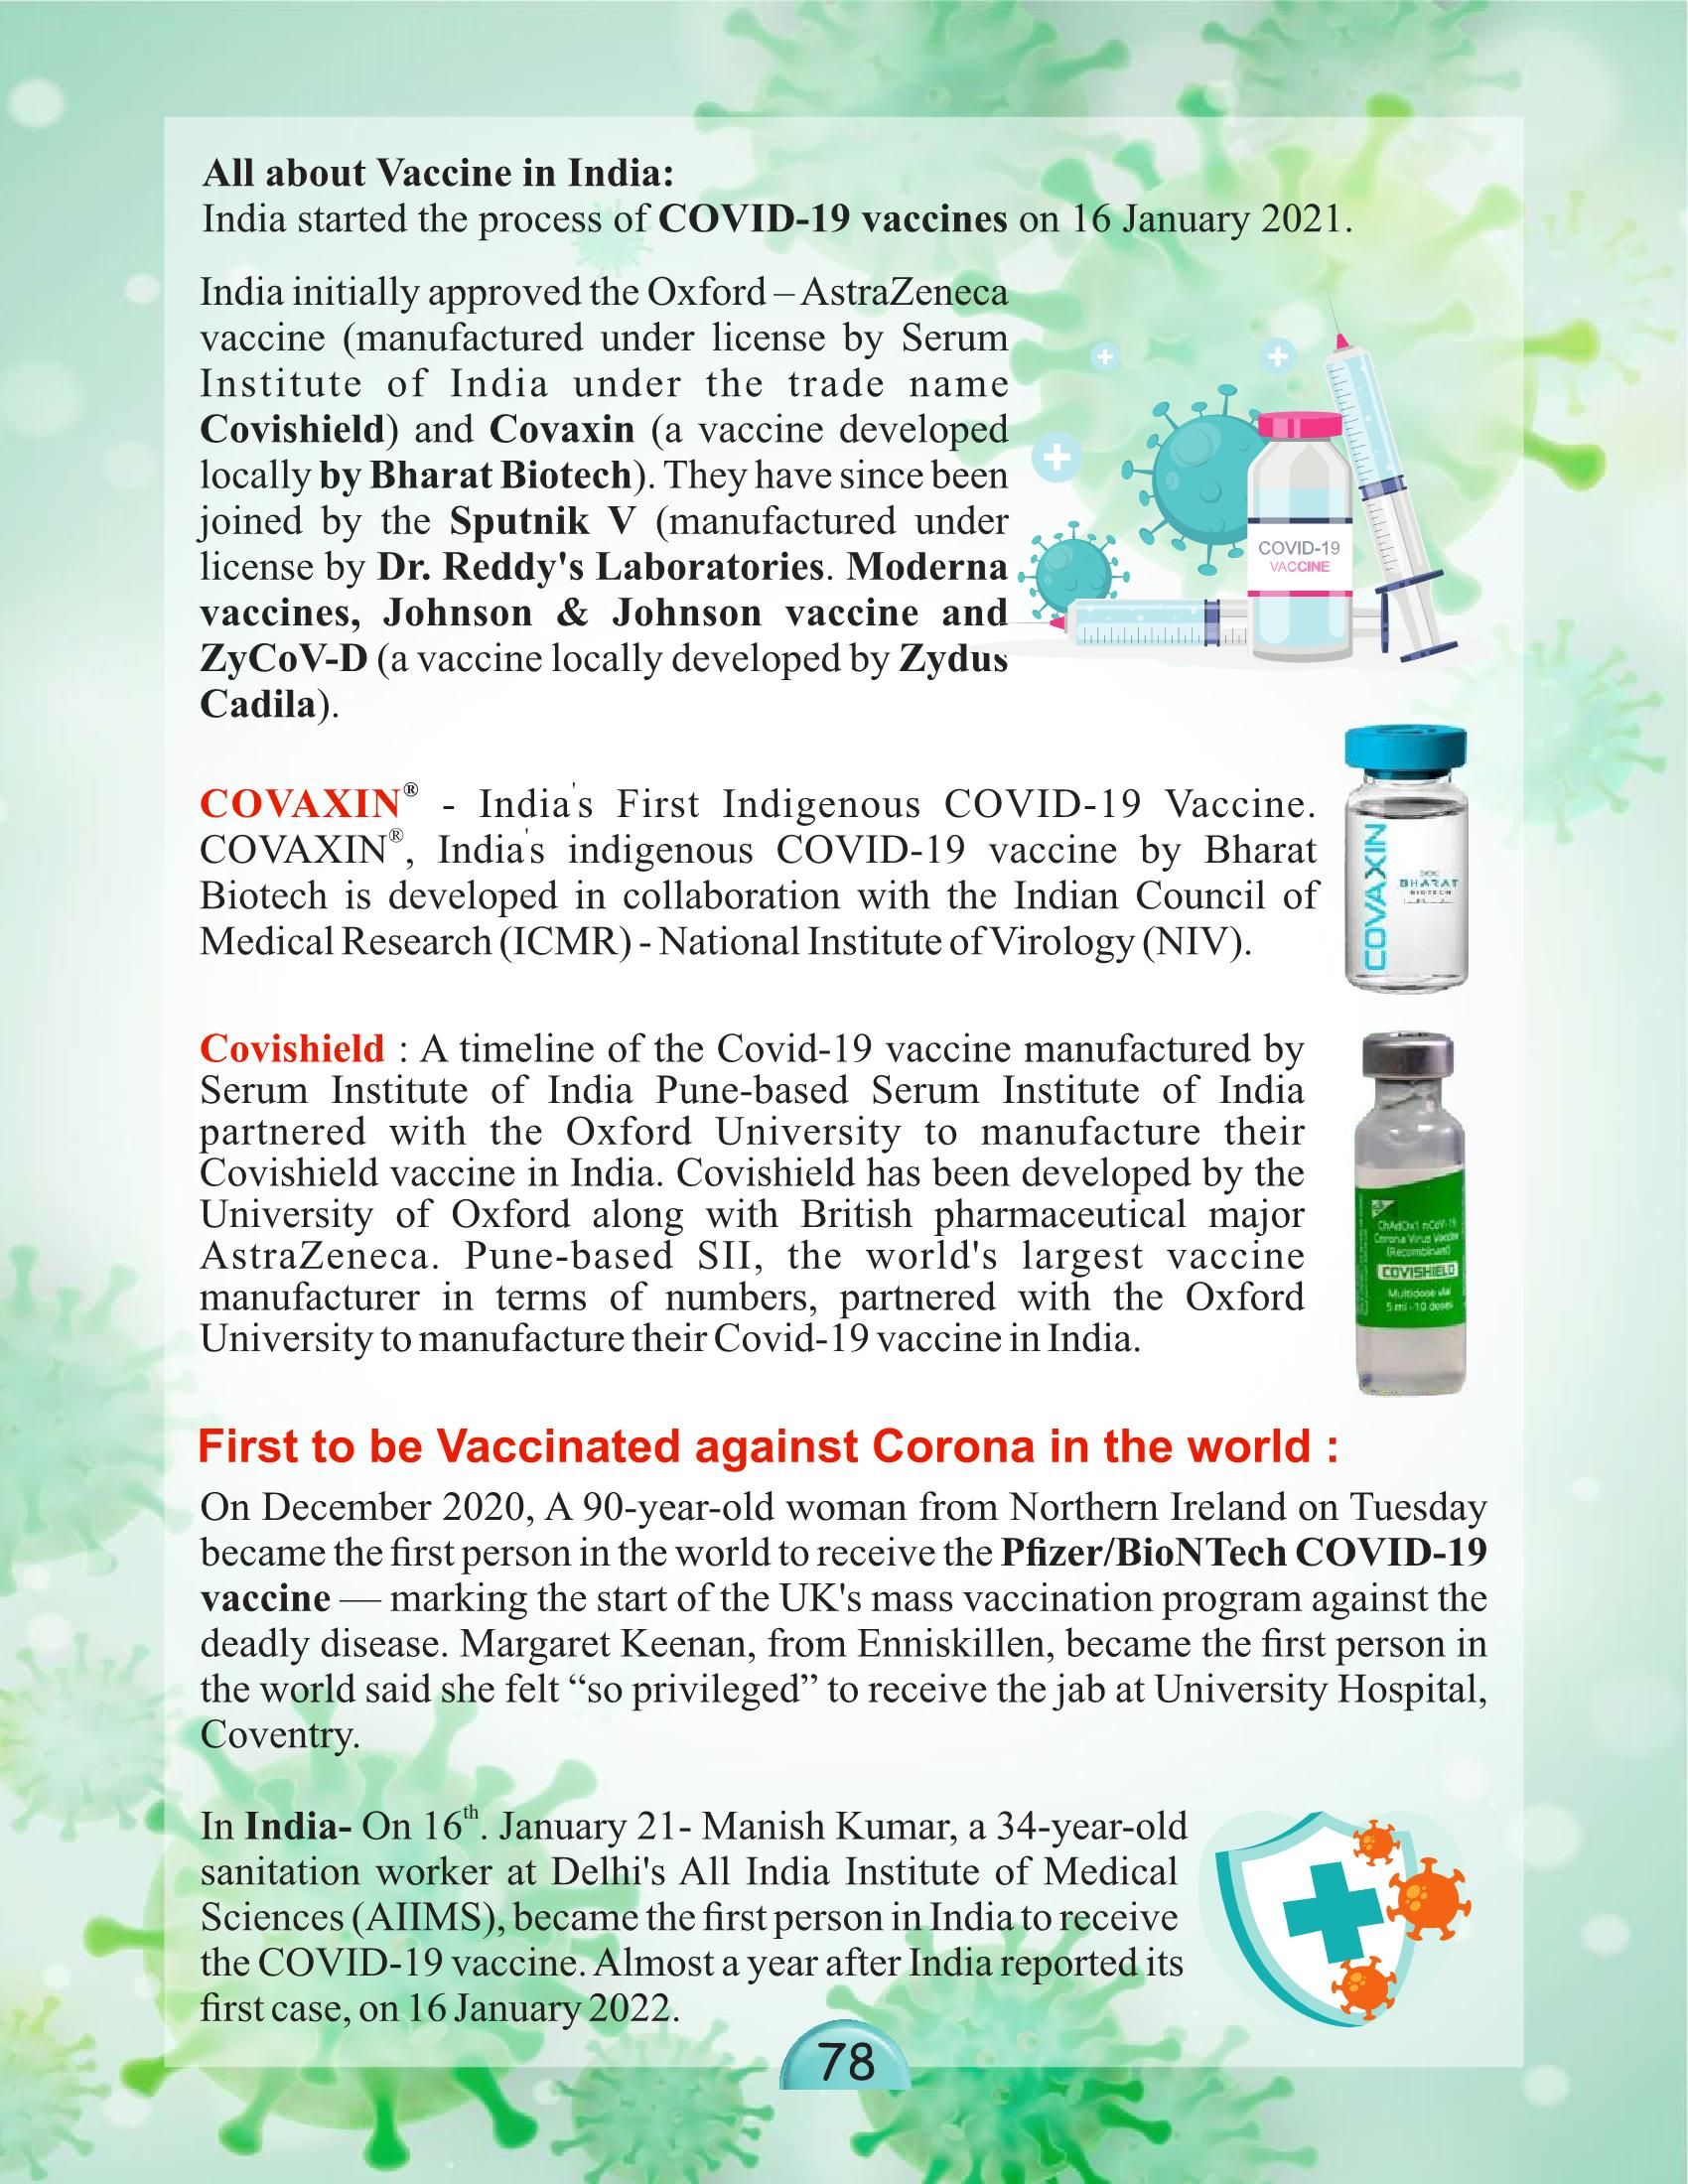 All about Vaccine in India:
India started the process of COVID-19 vaccines on 16 January 2021.
India initially approved the Oxford – AstraZeneca
vaccine (manufactured under license by Serum
Institute of India under the trade name
Covishield) and Covaxin (a vaccine developed
locally by Bharat Biotech). They have since been
joined by the Sputnik V (manufactured under
license by Dr. Reddy's Laboratories. Moderna
vaccines, Johnson & Johnson vaccine and
ZyCoV-D (a vaccine locally developed by Zydus
Cadila).
COVID-19
VACCINE
COVAXIN® - India's First Indigenous COVID-19 Vaccine.
COVAXIN®, India's indigenous COVID-19 vaccine by Bharat
Biotech is developed in collaboration with the Indian Council of
Medical Research (ICMR) - National Institute of Virology (NIV).
COVAXIN
BHARAT
BIOTECH
Covishield : A timeline of the Covid-19 vaccine manufactured by
Serum Institute of India Pune-based Serum Institute of India
partnered with the Oxford University to manufacture their
Covishield vaccine in India. Covishield has been developed by the
University of Oxford along with British pharmaceutical major
AstraZeneca. Pune-based SII, the world's largest vaccine
manufacturer in terms of numbers, partnered with the Oxford
University to manufacture their Covid-19 vaccine in India.
ChAdOx1 nCoV-19
Corona Virus Vaccine
(Recombinant)
COVISHIELD
Multidose vial
5 ml - 10 doses
First to be Vaccinated against Corona in the world :
On December 2020, A 90-year-old woman from Northern Ireland on Tuesday
became the first person in the world to receive the Pfizer/BioNTech COVID-19
vaccine — marking the start of the UK's mass vaccination program against the
deadly disease. Margaret Keenan, from Enniskillen, became the first person in
the world said she felt “so privileged” to receive the jab at University Hospital,
Coventry.
In India- On 16th. January 21- Manish Kumar, a 34-year-old
sanitation worker at Delhi's All India Institute of Medical
Sciences (AIIMS), became the first person in India to receive
the COVID-19 vaccine. Almost a year after India reported its
first case, on 16 January 2022.
78